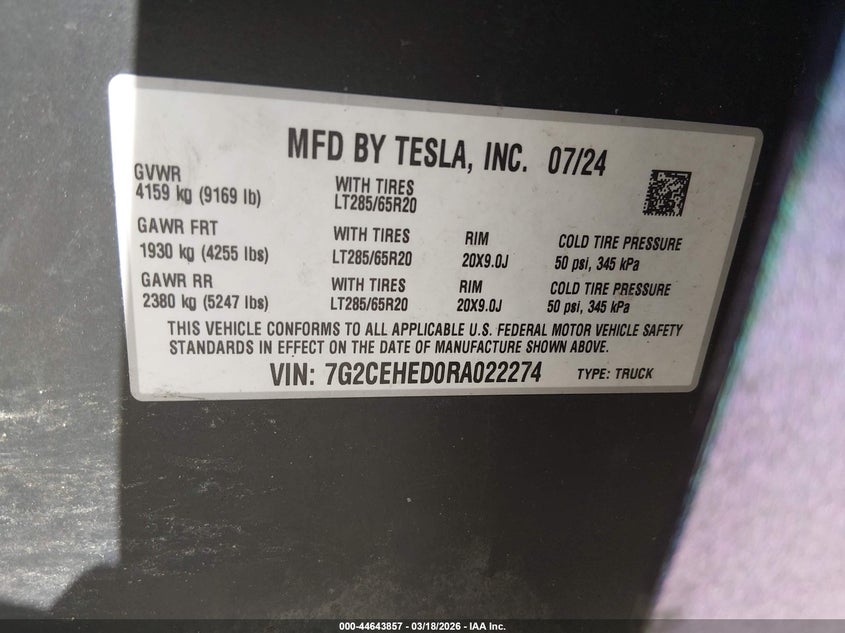 MFD BY TESLA, INC. 07/24
GVWR
4159 kg (9169 lb)
WITH TIRES
LT285/65R20
GAWR FRT
1930 kg (4255 lbs)
WITH TIRES
LT285/65R20
RIM
20X9.0J
COLD TIRE PRESSURE
50 psi, 345 kPa
GAWR RR
2380 kg (5247 lbs)
WITH TIRES
LT285/65R20
RIM
20X9.0J
COLD TIRE PRESSURE
50 psi, 345 kPa
THIS VEHICLE CONFORMS TO ALL APPLICABLE U.S. FEDERAL MOTOR VEHICLE SAFETY
STANDARDS IN EFFECT ON THE DATE OF MANUFACTURE SHOWN ABOVE.
VIN: 7G2CEHED0RA022274 TYPE: TRUCK
000-44643857 - 03/18/2026 - IAA Inc.